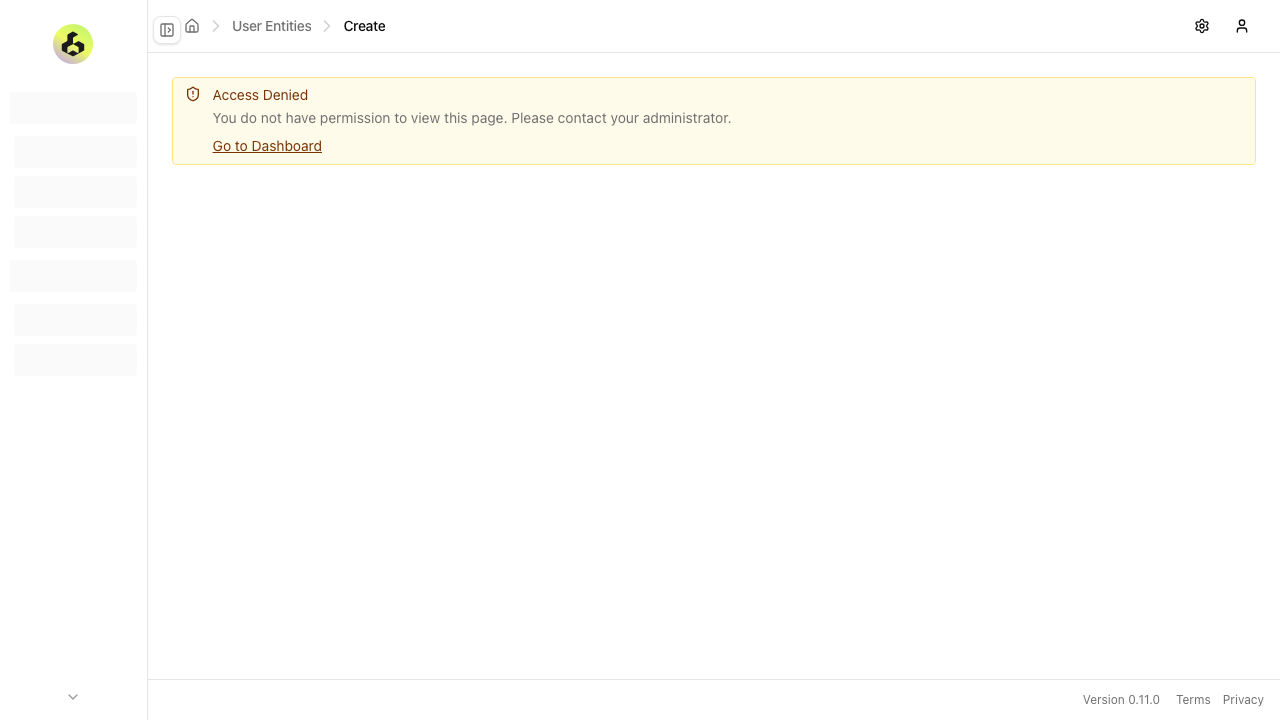 User Entities
Create
Access Denied
You do not have permission to view this page. Please contact your administrator.
Go to Dashboard
Version 0.11.0
Terms
Privacy